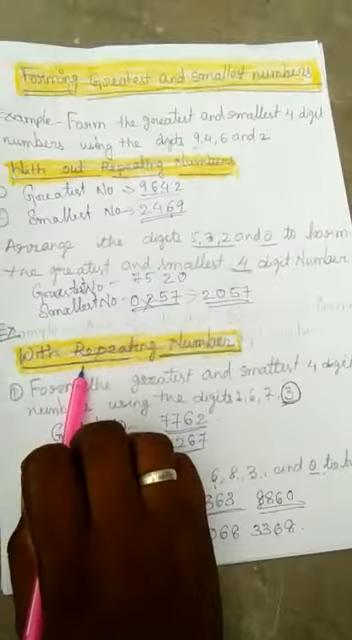 Forming Greatest and smallest numbers
Example - Form the greatest and smallest 4 digit
numbers using the digits 9,4,6 and 2
With out Repeating Numbers
Greatest No → 9642
Smallest No → 2469
Arrange the digits 5,7,2 and 0 to form
the greatest and smallest 4 digit Number
Greatest No - 7520
Smallest No - 0257 → 2057
Ex
With Repeating Number
① Form the greatest and smallest 4 digit
number using the digits 2,6,7. ③
7762
267
6, 8, 3, and 0 to
363 8860
068 3368.